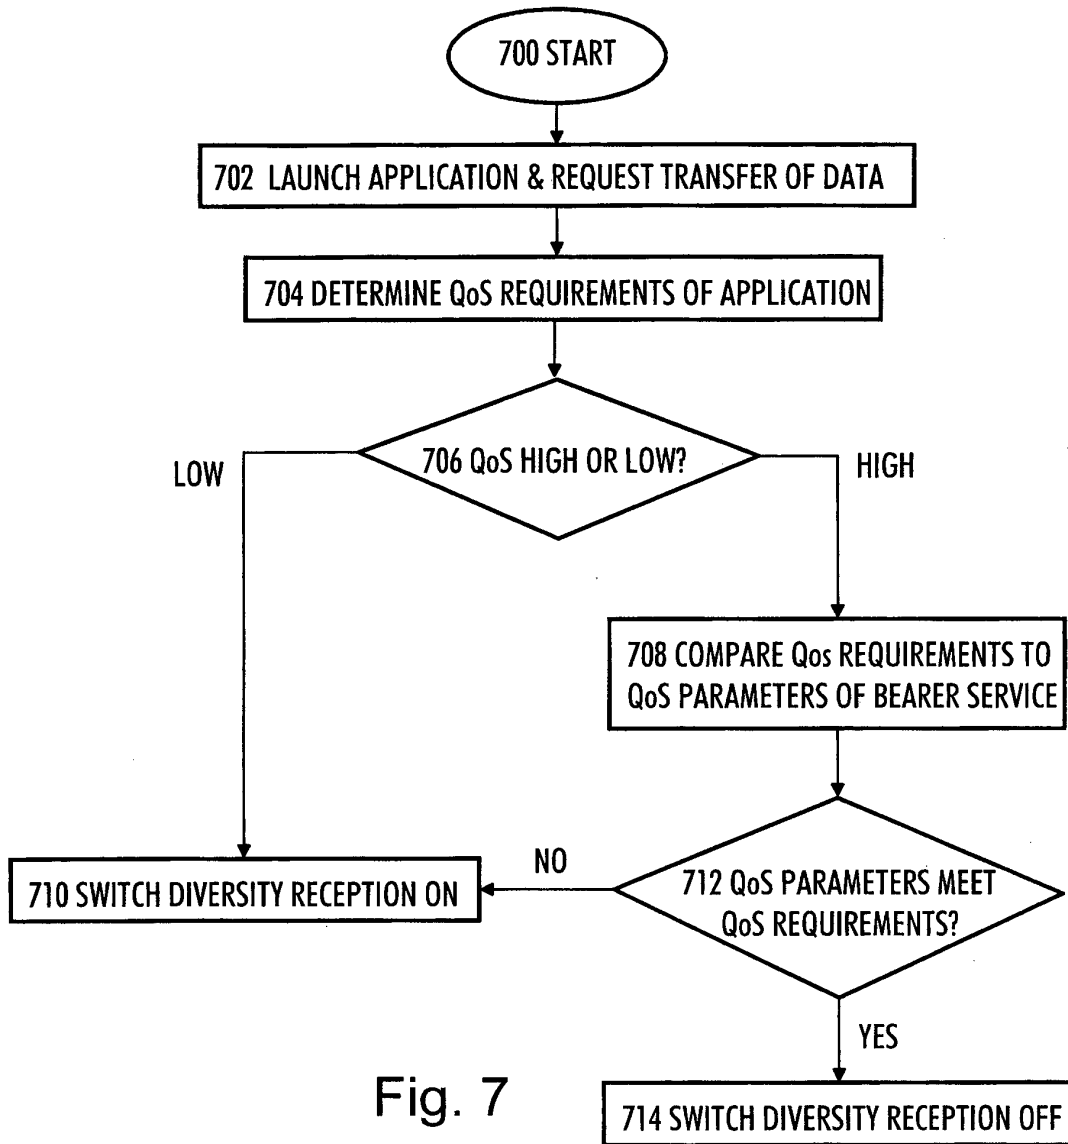 700 START
702 LAUNCH APPLICATION & REQUEST TRANSFER OF DATA
704 DETERMINE QoS REQUIREMENTS OF APPLICATION
706 QoS HIGH OR LOW?
LOW
HIGH
708 COMPARE Qos REQUIREMENTS TO
QoS PARAMETERS OF BEARER SERVICE
710 SWITCH DIVERSITY RECEPTION ON
NO
712 QoS PARAMETERS MEET
QoS REQUIREMENTS?
YES
714 SWITCH DIVERSITY RECEPTION OFF
Fig. 7